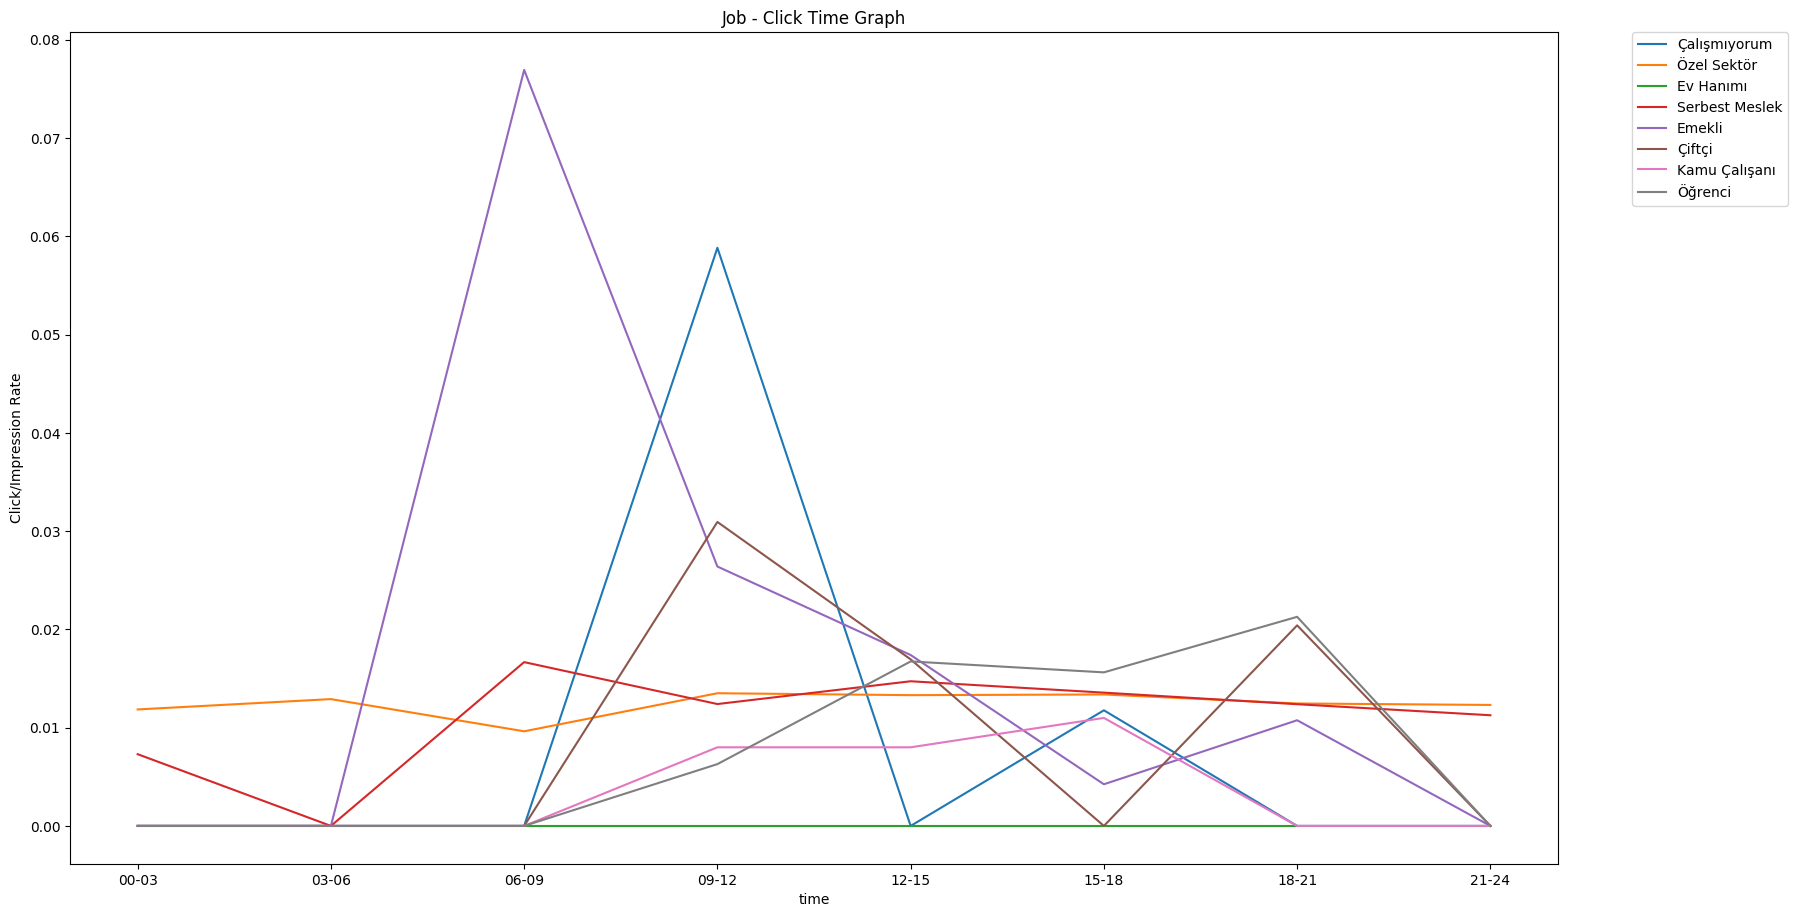 Job - Click Time Graph
Çalışmıyorum
Özel Sektör
Ev Hanımı
Serbest Meslek
Emekli
Çiftçi
Kamu Çalışanı
Öğrenci
Click/Impression Rate
0.08
0.07
0.06
0.05
0.04
0.03
0.02
0.01
0.00
00-03 03-06 06-09 09-12 12-15 15-18 18-21 21-24
time